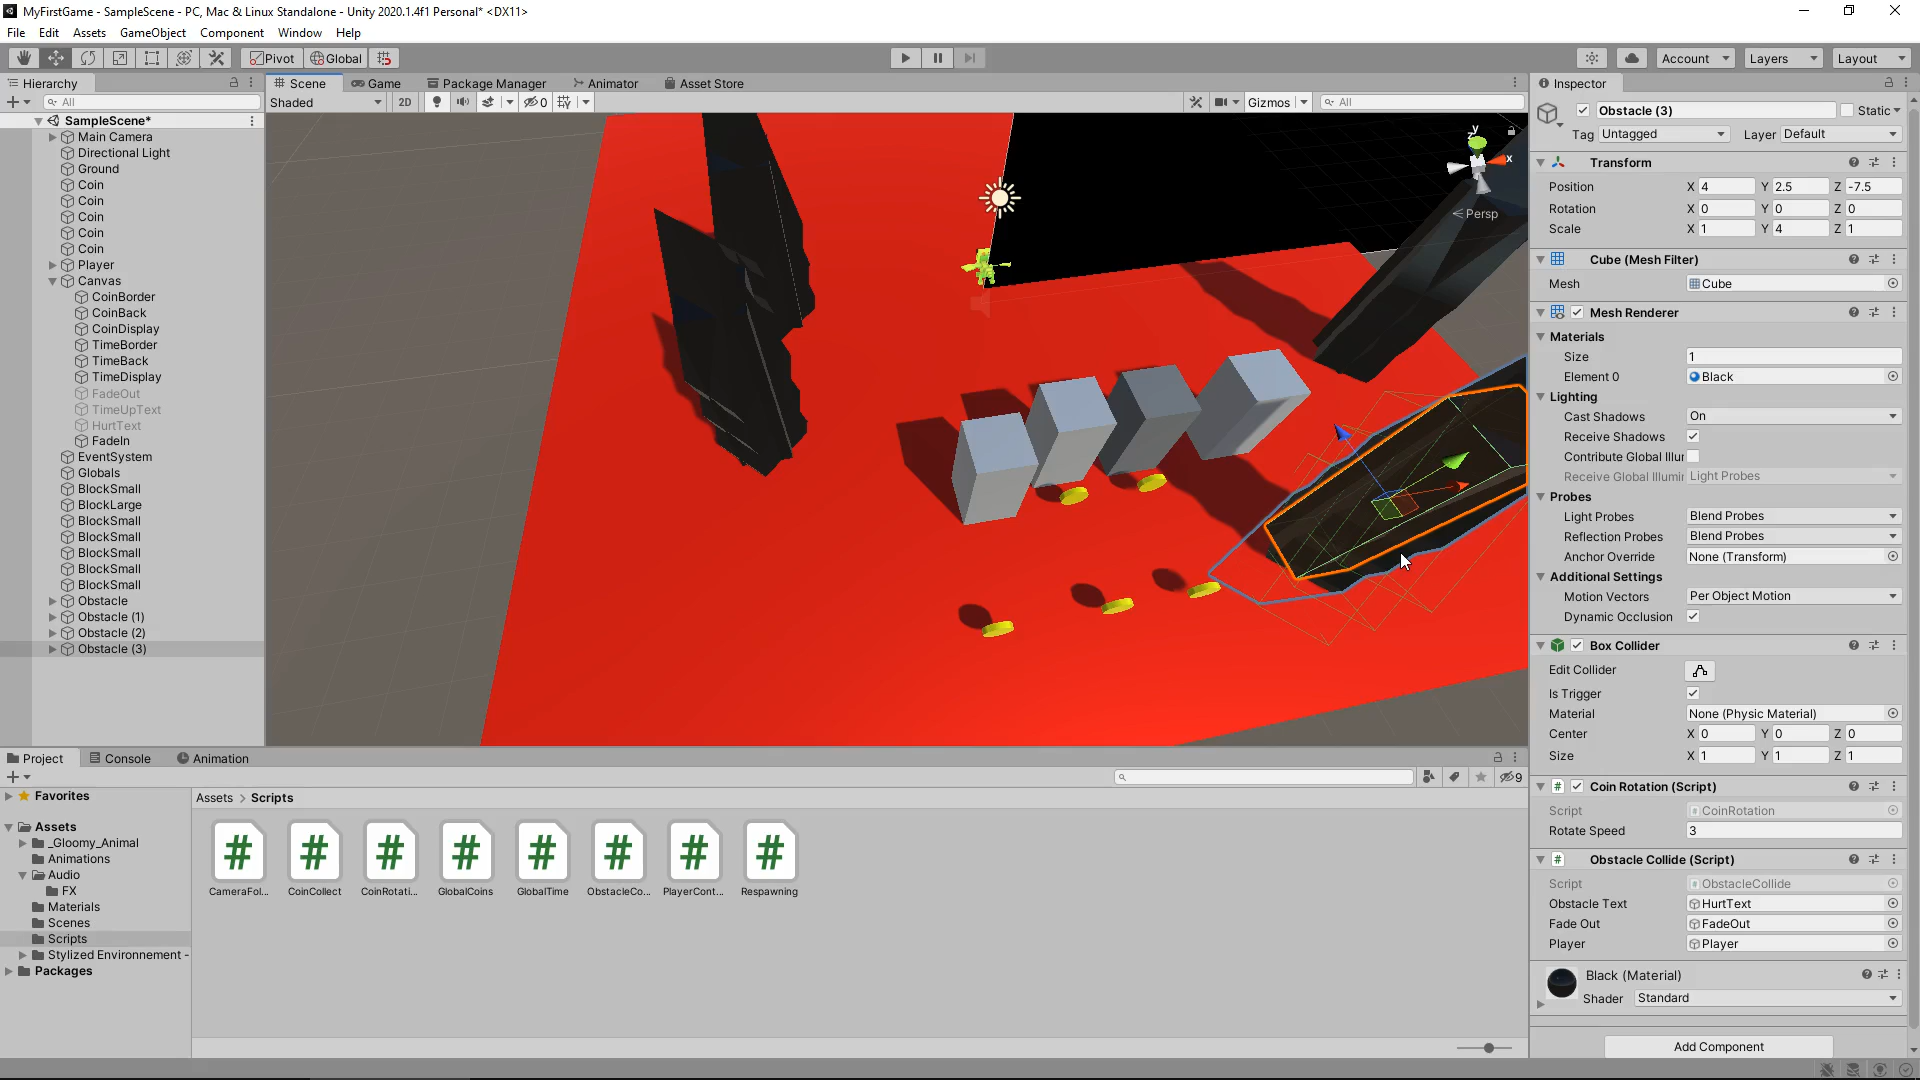 MyFirstGame - SampleScene - PC, Mac & Linux Standalone - Unity 2020.1.4f1 Personal* <DX11>
File Edit Assets GameObject Component Window Help
Pivot Global Account Layers Layout
Hierarchy
All
SampleScene*
Main Camera
Directional Light
Ground
Coin
Coin
Coin
Coin
Coin
Player
Canvas
CoinBorder
CoinBack
CoinDisplay
TimeBorder
TimeBack
TimeDisplay
FadeOut
TimeUpText
HurtText
FadeIn
EventSystem
Globals
BlockSmall
BlockLarge
BlockSmall
BlockSmall
BlockSmall
BlockSmall
BlockSmall
Obstacle
Obstacle (1)
Obstacle (2)
Obstacle (3)
Scene Game Package Manager Animator Asset Store
Shaded 2D 0 Gizmos All
y
x
< Persp
Inspector
Obstacle (3) Static
Tag Untagged Layer Default
Transform
Position X 4 Y 2.5 Z -7.5
Rotation X 0 Y 0 Z 0
Scale X 1 Y 4 Z 1
Cube (Mesh Filter)
Mesh Cube
Mesh Renderer
Materials
Size 1
Element 0 Black
Lighting
Cast Shadows On
Receive Shadows
Contribute Global Illur
Receive Global Illumir Light Probes
Probes
Light Probes Blend Probes
Reflection Probes Blend Probes
Anchor Override None (Transform)
Additional Settings
Motion Vectors Per Object Motion
Dynamic Occlusion
Box Collider
Edit Collider
Is Trigger
Material None (Physic Material)
Center X 0 Y 0 Z 0
Size X 1 Y 1 Z 1
Coin Rotation (Script)
Script CoinRotation
Rotate Speed 3
Obstacle Collide (Script)
Script ObstacleCollide
Obstacle Text HurtText
Fade Out FadeOut
Player Player
Black (Material)
Shader Standard
Add Component
Project Console Animation
9
Favorites
Assets
_Gloomy_Animal
Animations
Audio
FX
Materials
Scenes
Scripts
Stylized Environnement -
Packages
Assets > Scripts
CameraFol... CoinCollect CoinRotati... GlobalCoins GlobalTime ObstacleCo... PlayerCont... Respawning